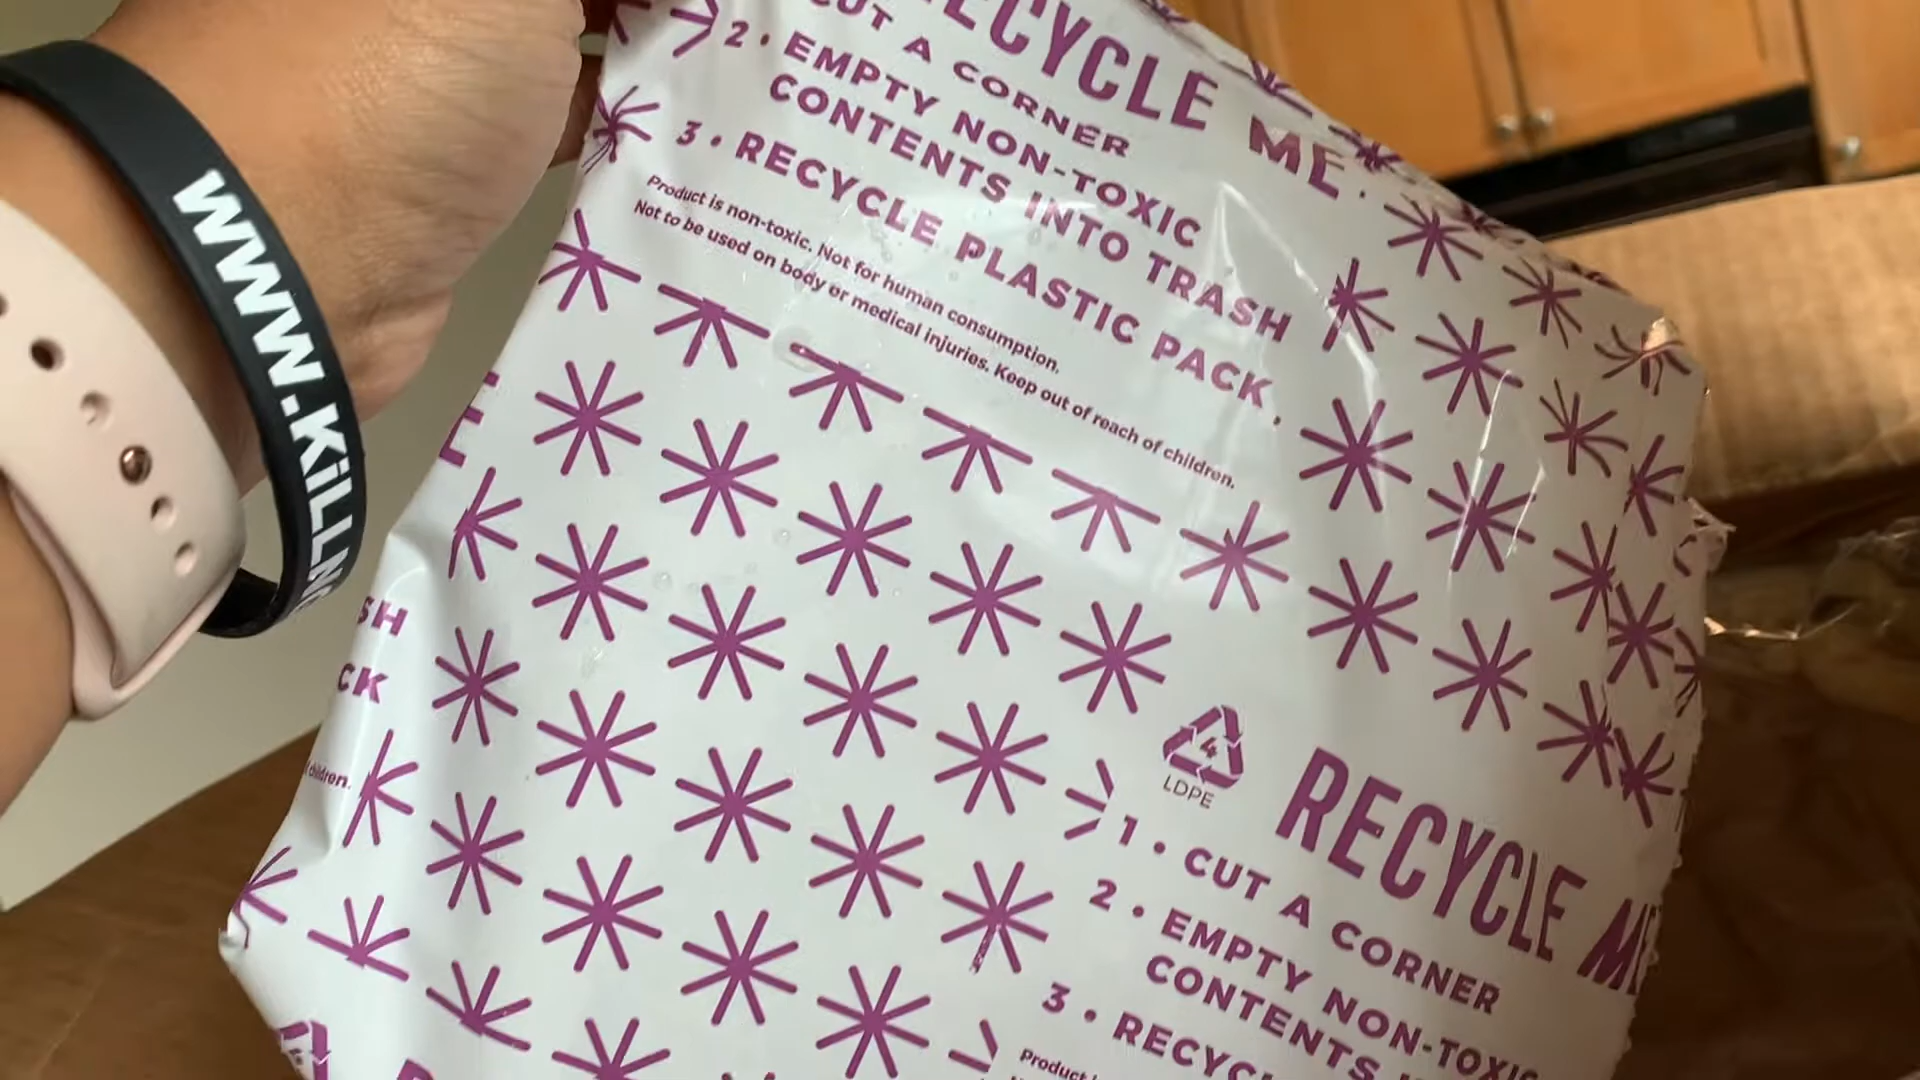 RECYCLE ME.
CUT A CORNER
2. EMPTY NON-TOXIC
CONTENTS INTO TRASH
3. RECYCLE PLASTIC PACK.
Product is non-toxic. Not for human consumption.
Not to be used on body or medical injuries. Keep out of reach of children.
WWW.KiLLN
E
SH
CK
children.
4
LDPE
RECYCLE ME
1. CUT A CORNER
2. EMPTY NON-TOXIC
CONTENTS
3. RECYC
Product